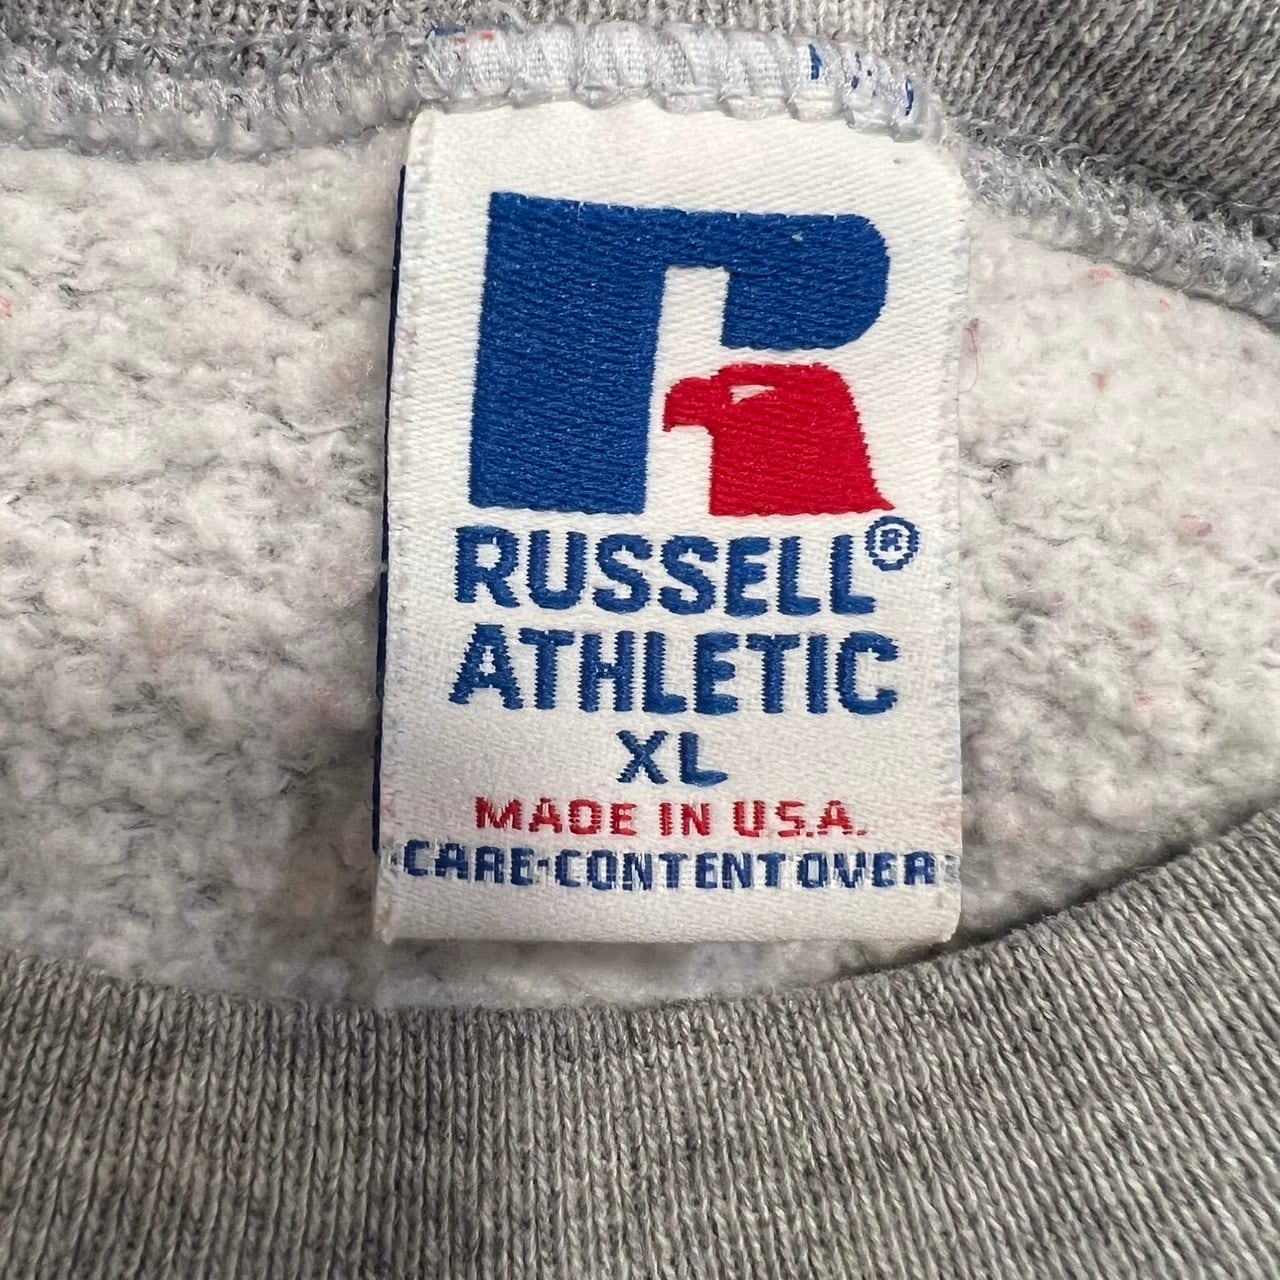 RUSSELL®
ATHLETIC
XL
MADE IN U.S.A.
CARE·CONTENT OVER